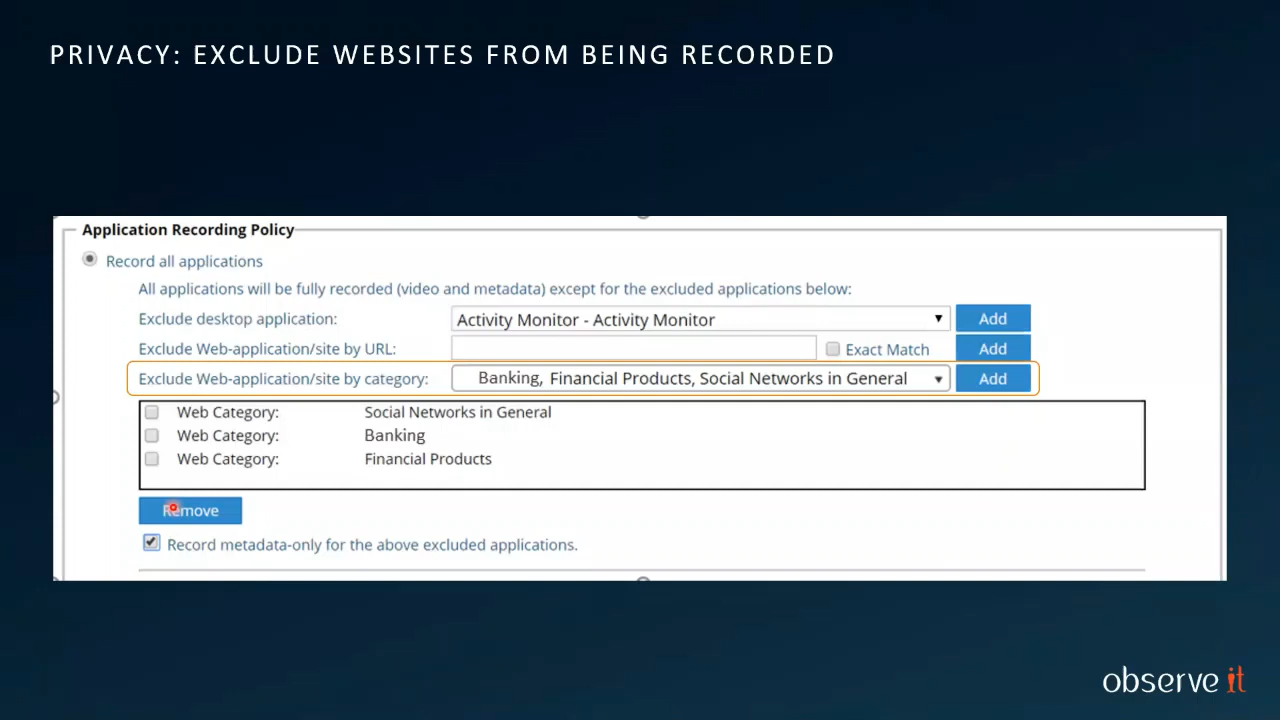 PRIVACY: EXCLUDE WEBSITES FROM BEING RECORDED
Application Recording Policy
Record all applications
All applications will be fully recorded (video and metadata) except for the excluded applications below:
Exclude desktop application: Activity Monitor - Activity Monitor Add
Exclude Web-application/site by URL: Exact Match Add
Exclude Web-application/site by category: Banking, Financial Products, Social Networks in General Add
Web Category: Social Networks in General
Web Category: Banking
Web Category: Financial Products
Remove
Record metadata-only for the above excluded applications.
observe it